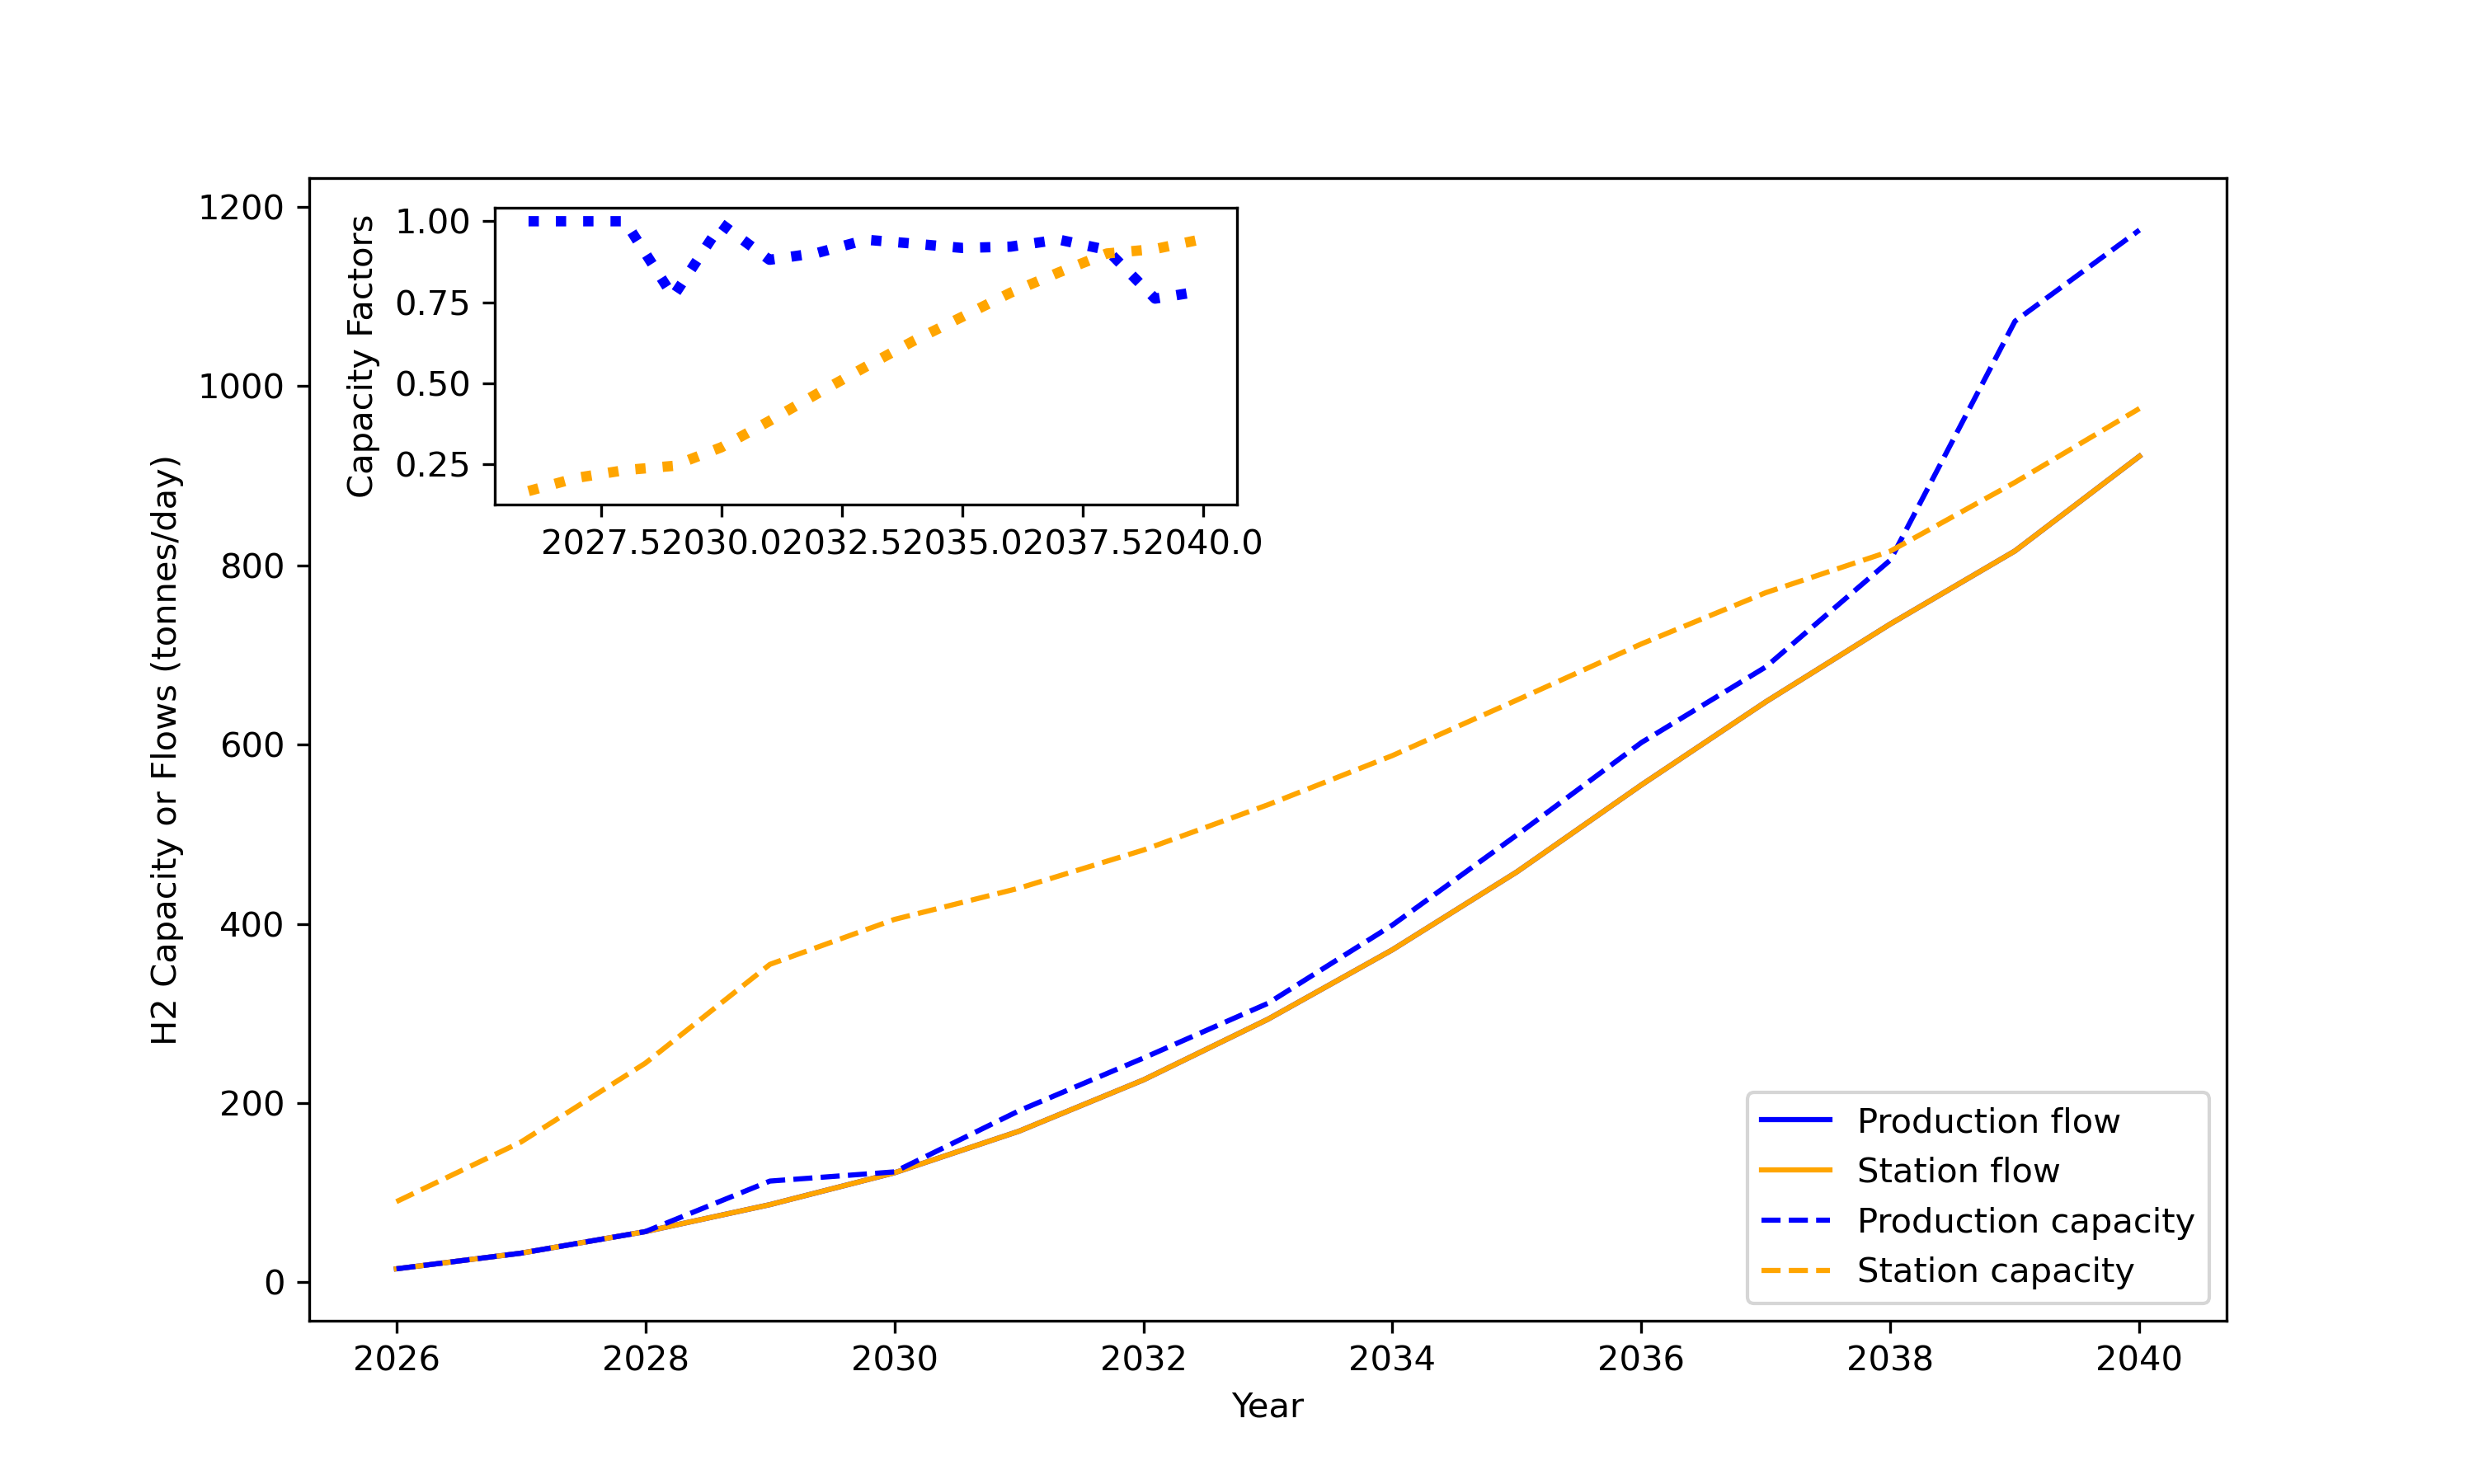 1200
1000
800
600
400
200
0
H2 Capacity or Flows (tonnes/day)
1.00
0.75
0.50
0.25
Capacity Factors
2027.52030.02032.52035.02037.52040.0
Production flow
Station flow
Production capacity
Station capacity
2026 2028 2030 2032 2034 2036 2038 2040
Year